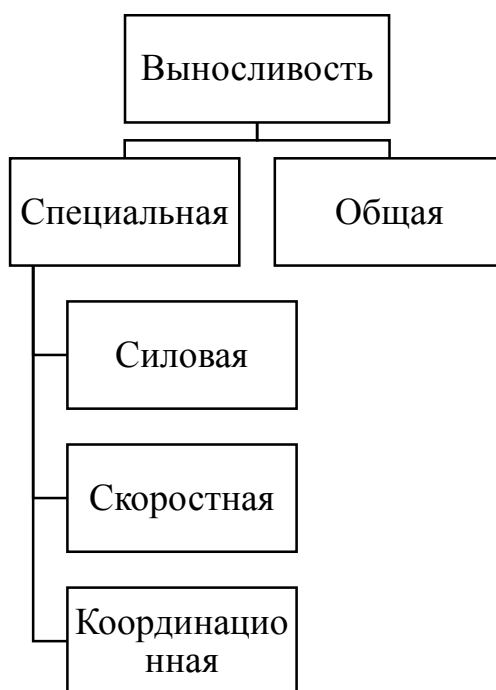 Выносливость
Специальная
Общая
Силовая
Скоростная
Координацио
нная